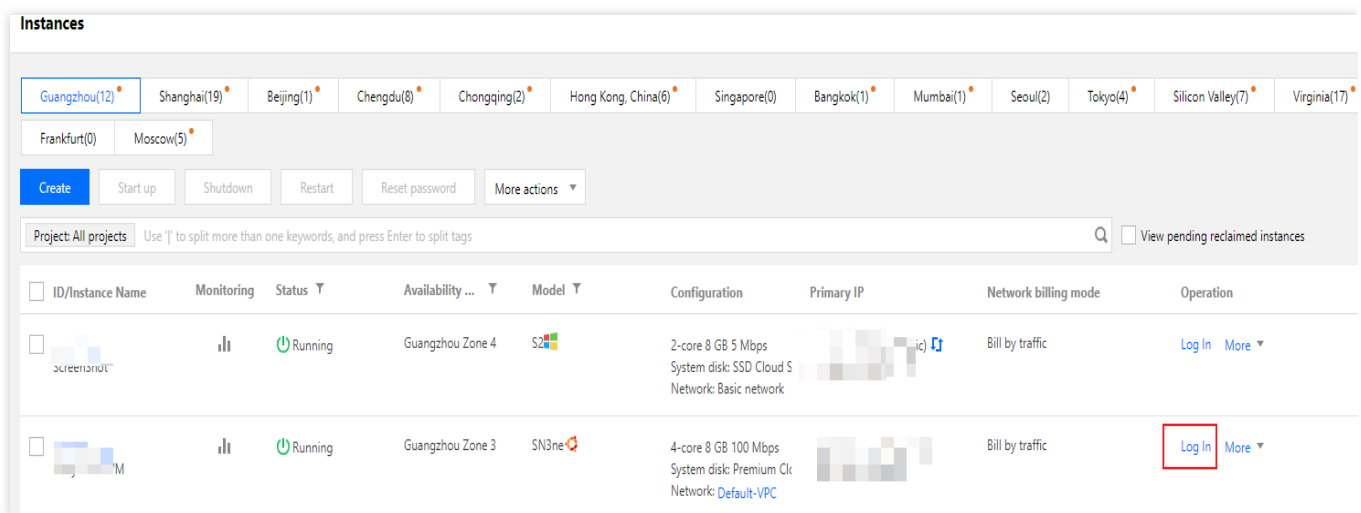 Instances
Guangzhou(12) Shanghai(19) Beijing(1) Chengdu(8) Chongqing(2) Hong Kong, China(6) Singapore(0) Bangkok(1) Mumbai(1) Seoul(2) Tokyo(4) Silicon Valley(7) Virginia(17)
Frankfurt(0) Moscow(5)
Create Start up Shutdown Restart Reset password More actions
Project: All projects Use '|' to split more than one keywords, and press Enter to split tags View pending reclaimed instances
ID/Instance Name Monitoring Status Availability ... Model Configuration Primary IP Network billing mode Operation
Running Guangzhou Zone 4 S2 2-core 8 GB 5 Mbps ic) Bill by traffic Log In More
screenshot System disk: SSD Cloud S
Network: Basic network
Running Guangzhou Zone 3 SN3ne 4-core 8 GB 100 Mbps Bill by traffic Log In More
System disk: Premium Clo
Network: Default-VPC